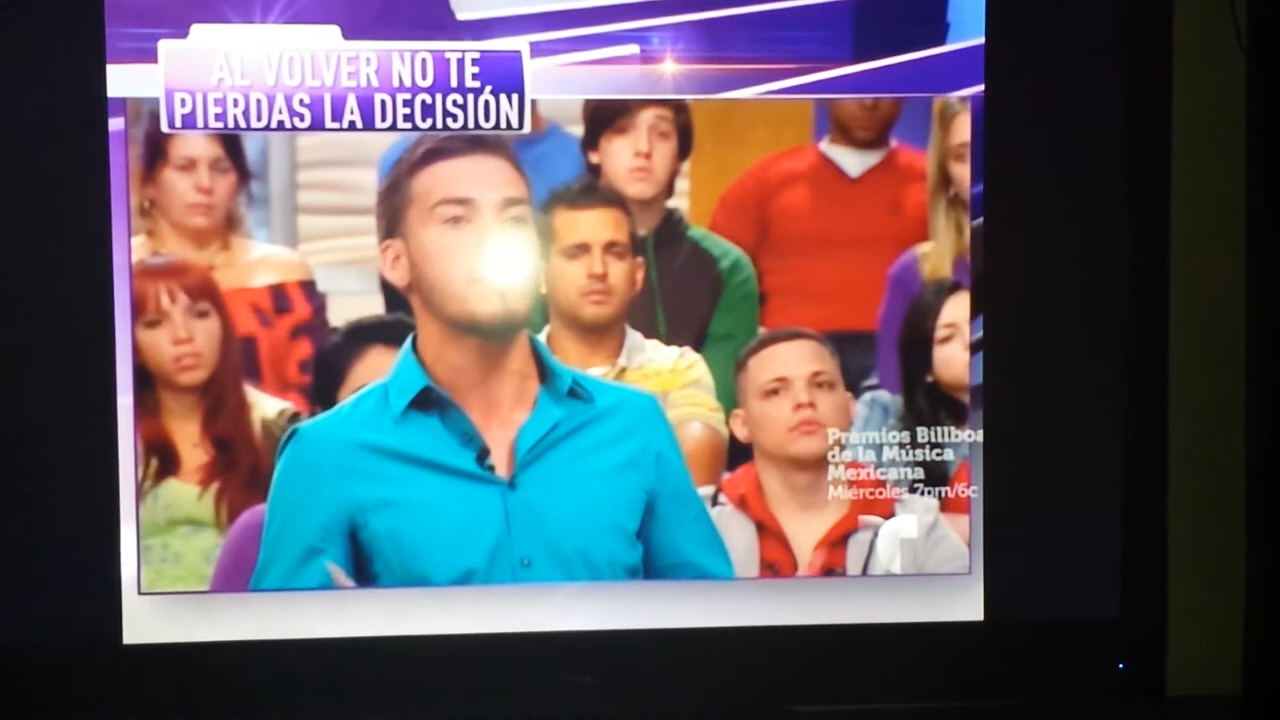 AL VOLVER NO TE
PIERDAS LA DECISIÓN
Premios Billboa
de la Música
Mexicana
Miércoles 7pm/6c